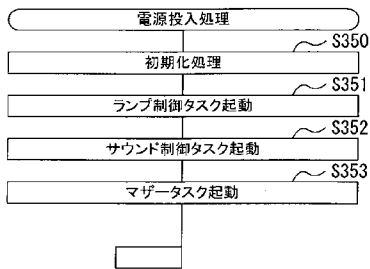 電源投入処理
S350
初期化処理
S351
ランプ制御タスク起動
S352
サウンド制御タスク起動
S353
マザータスク起動